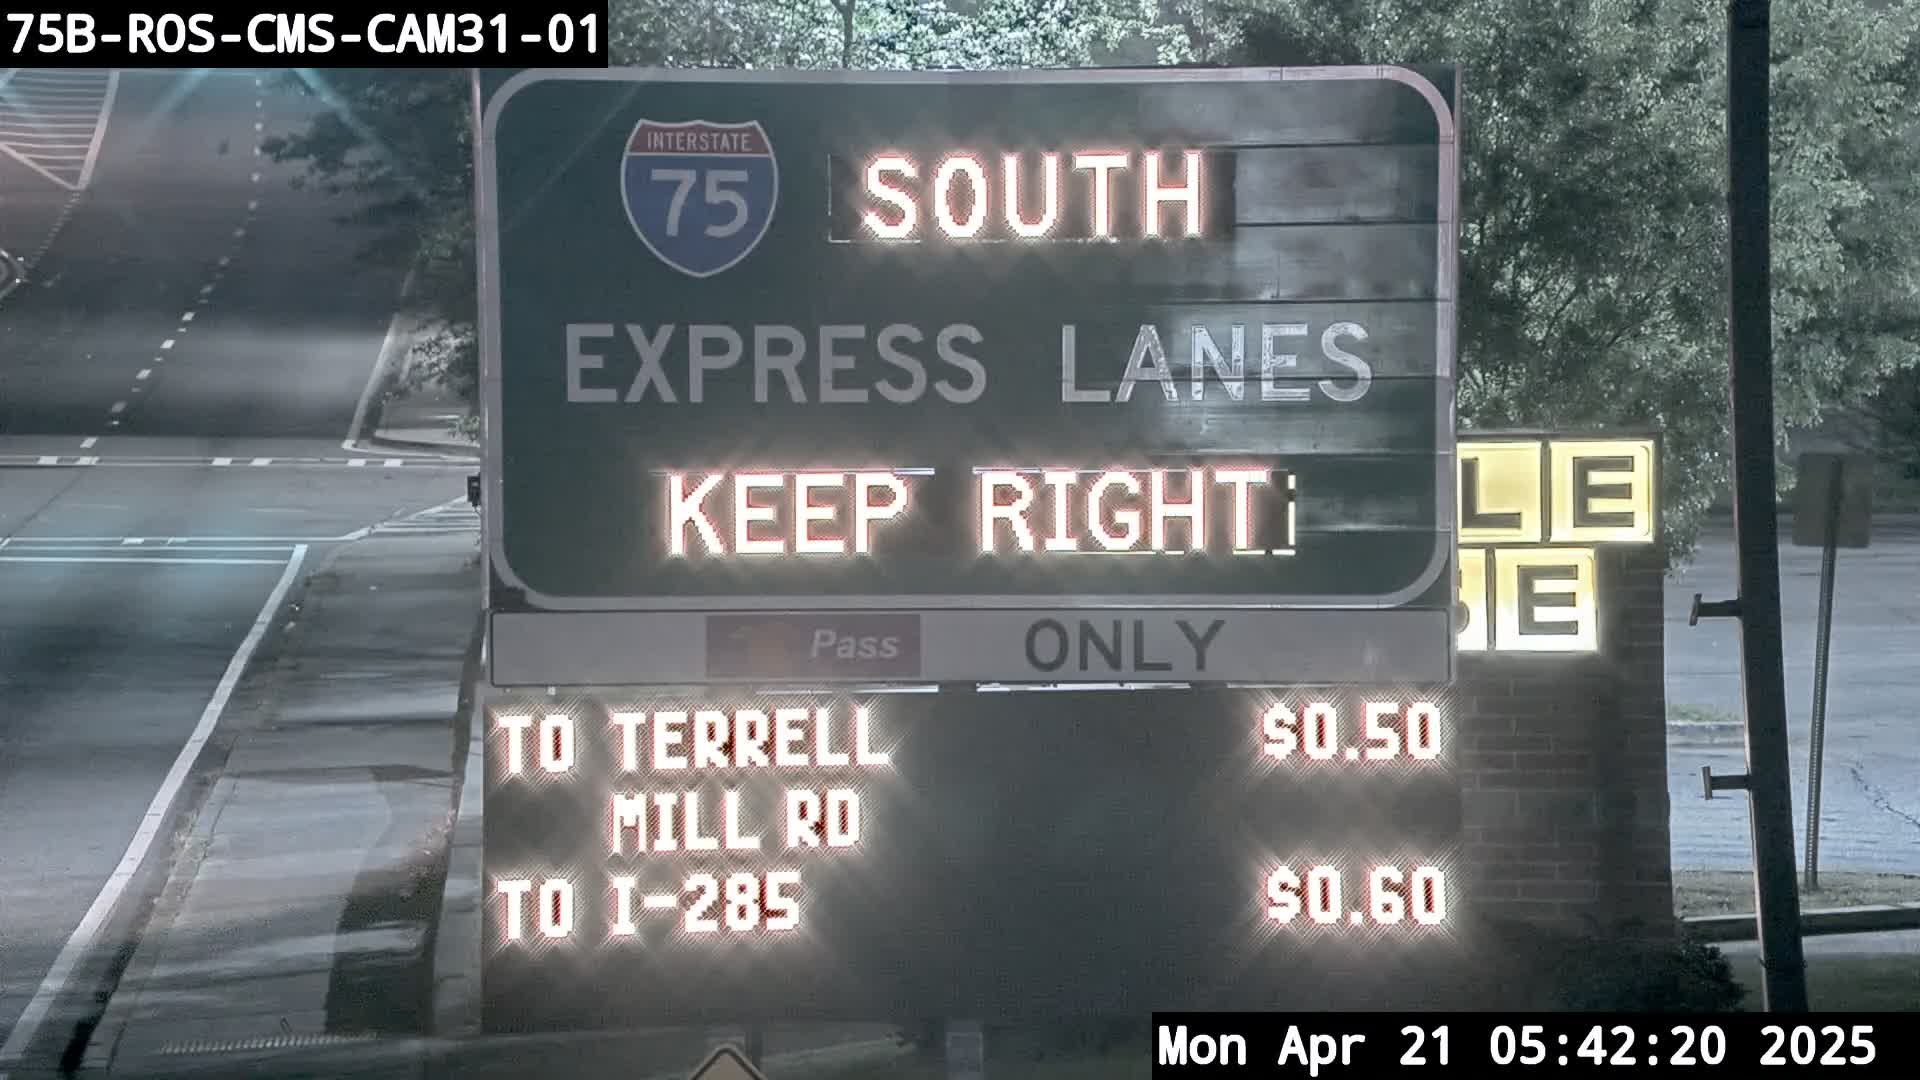 75B-ROS-CMS-CAM31-01
INTERSTATE
75
SOUTH
EXPRESS LANES
KEEP RIGHT
Pass ONLY
TO TERRELL $0.50
MILL RD
TO I-285 $0.60
LE
E
Mon Apr 21 05:42:20 2025